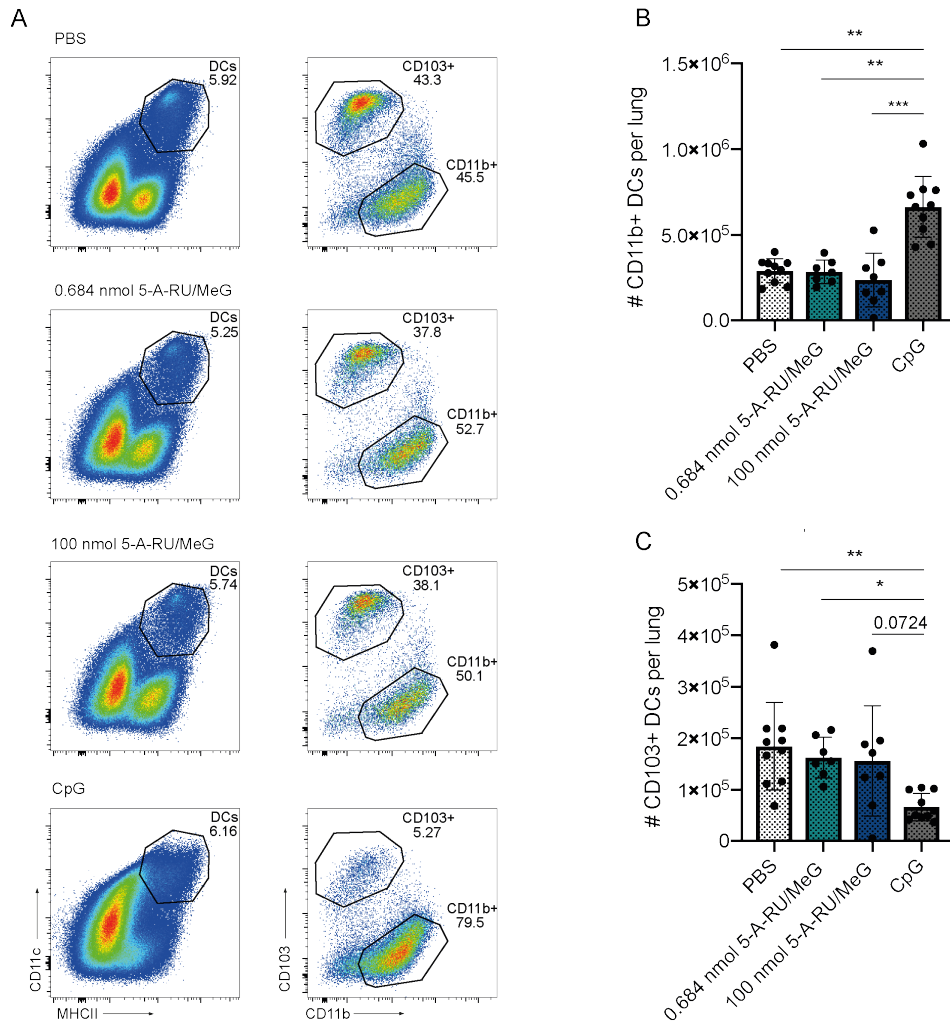 A
PBS
DCs
5.92
CD103+
43.3
CD11b+
45.5
0.684 nmol 5-A-RU/MeG
DCs
5.25
CD103+
37.8
CD11b+
52.7
100 nmol 5-A-RU/MeG
DCs
5.74
CD103+
38.1
CD11b+
50.1
CpG
DCs
6.16
CD103+
5.27
CD11b+
79.5
CD11c
MHCII
CD103
CD11b
B
# CD11b+ DCs per lung
1.5×10⁶
1.0×10⁶
5.0×10⁵
0.0
**
**
***
PBS
0.684 nmol 5-A-RU/MeG
100 nmol 5-A-RU/MeG
CpG
C
# CD103+ DCs per lung
5×10⁵
4×10⁵
3×10⁵
2×10⁵
1×10⁵
0
**
*
0.0724
PBS
0.684 nmol 5-A-RU/MeG
100 nmol 5-A-RU/MeG
CpG